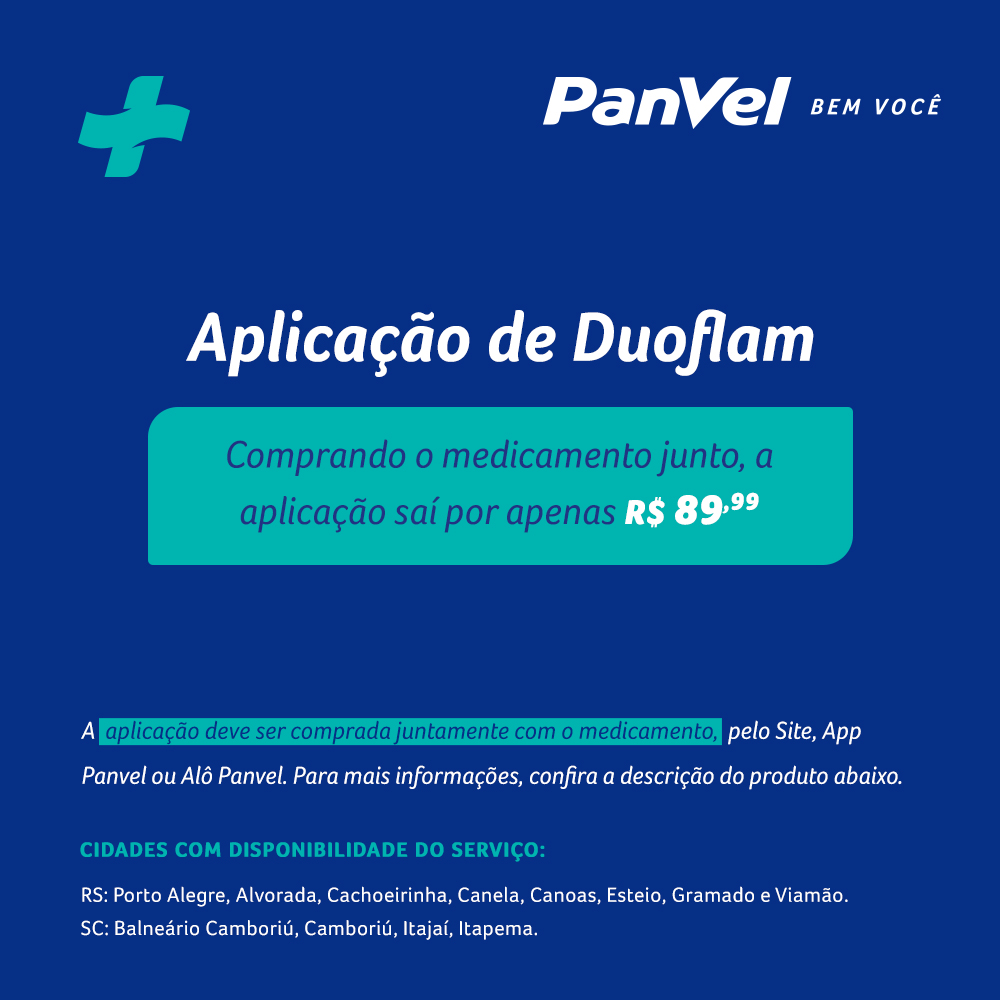 PanVel BEM VOCÊ
Aplicação de Duoflam
Comprando o medicamento junto, a
aplicação saí por apenas R$ 89,99
A aplicação deve ser comprada juntamente com o medicamento, pelo Site, App
Panvel ou Alô Panvel. Para mais informações, confira a descrição do produto abaixo.
CIDADES COM DISPONIBILIDADE DO SERVIÇO:
RS: Porto Alegre, Alvorada, Cachoeirinha, Canela, Canoas, Esteio, Gramado e Viamão.
SC: Balneário Camboriú, Camboriú, Itajaí, Itapema.